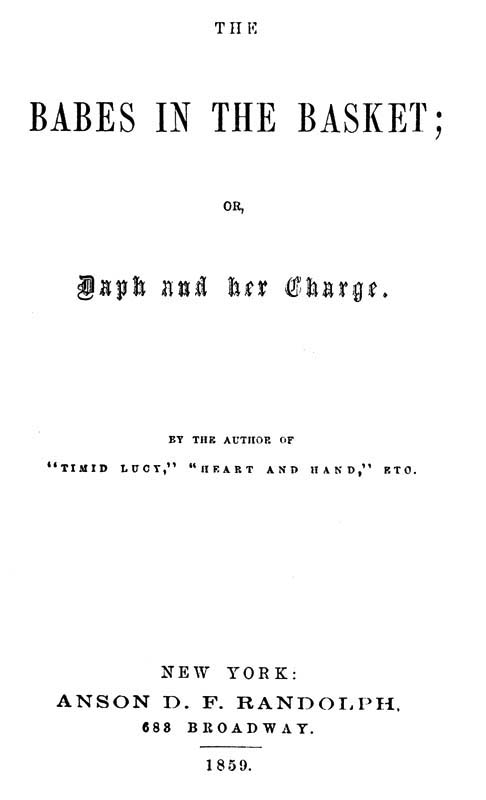 THE
BABES IN THE BASKET;
OR,
Daph and her Charge.
BY THE AUTHOR OF
“TIMID LUCY,” “HEART AND HAND,” ETC.
NEW YORK:
ANSON D. F. RANDOLPH,
683 BROADWAY.
1859.